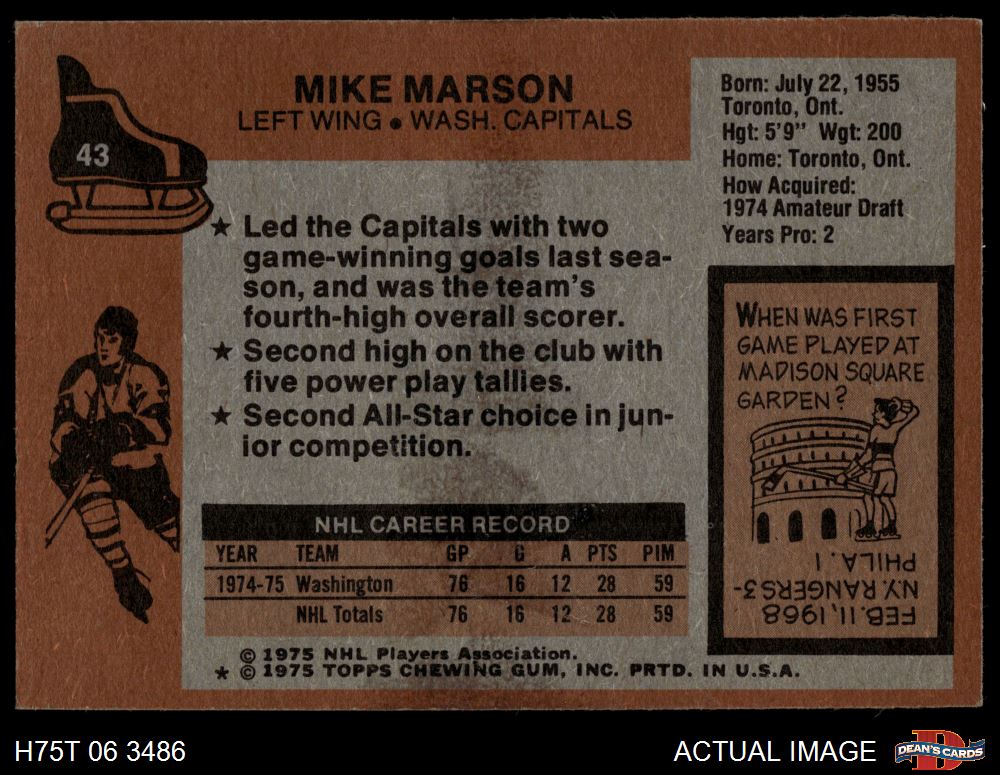 43
MIKE MARSON
LEFT WING • WASH. CAPITALS
Born: July 22, 1955
Toronto, Ont.
Hgt: 5'9" Wgt: 200
Home: Toronto, Ont.
How Acquired:
1974 Amateur Draft
Years Pro: 2
★ Led the Capitals with two
game-winning goals last sea-
son, and was the team's
fourth-high overall scorer.
★ Second high on the club with
five power play tallies.
★ Second All-Star choice in jun-
ior competition.
WHEN WAS FIRST
GAME PLAYED AT
MADISON SQUARE
GARDEN?
FEB. 11, 1968
N.Y. RANGERS 3-
PHILA. 1
NHL CAREER RECORD
YEAR TEAM GP G A PTS PIM
1974-75 Washington 76 16 12 28 59
NHL Totals 76 16 12 28 59
© 1975 NHL Players Association.
★ © 1975 TOPPS CHEWING GUM, INC. PRTD. IN U.S.A.
H75T 06 3486
ACTUAL IMAGE
DEAN'S CARDS